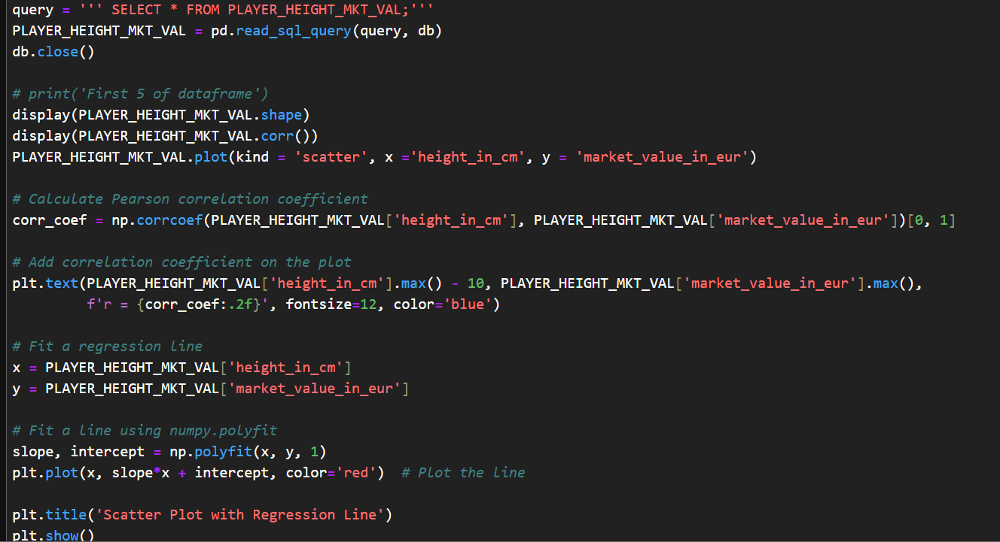 query = ''' SELECT * FROM PLAYER_HEIGHT_MKT_VAL;'''
PLAYER_HEIGHT_MKT_VAL = pd.read_sql_query(query, db)
db.close()

# print('First 5 of dataframe')
display(PLAYER_HEIGHT_MKT_VAL.shape)
display(PLAYER_HEIGHT_MKT_VAL.corr())
PLAYER_HEIGHT_MKT_VAL.plot(kind = 'scatter', x ='height_in_cm', y = 'market_value_in_eur')

# Calculate Pearson correlation coefficient
corr_coef = np.corrcoef(PLAYER_HEIGHT_MKT_VAL['height_in_cm'], PLAYER_HEIGHT_MKT_VAL['market_value_in_eur'])[0, 1]

# Add correlation coefficient on the plot
plt.text(PLAYER_HEIGHT_MKT_VAL['height_in_cm'].max() - 10, PLAYER_HEIGHT_MKT_VAL['market_value_in_eur'].max(),
         f'r = {corr_coef:.2f}', fontsize=12, color='blue')

# Fit a regression line
x = PLAYER_HEIGHT_MKT_VAL['height_in_cm']
y = PLAYER_HEIGHT_MKT_VAL['market_value_in_eur']

# Fit a line using numpy.polyfit
slope, intercept = np.polyfit(x, y, 1)
plt.plot(x, slope*x + intercept, color='red')  # Plot the line

plt.title('Scatter Plot with Regression Line')
plt.show()